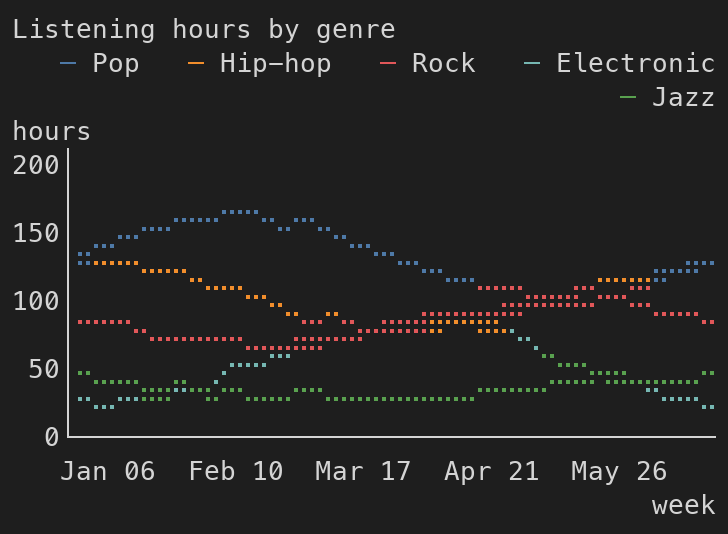 Listening hours by genre
Pop Hip-hop Rock Electronic
Jazz
hours
200
150
100
50
0
Jan 06 Feb 10 Mar 17 Apr 21 May 26
week